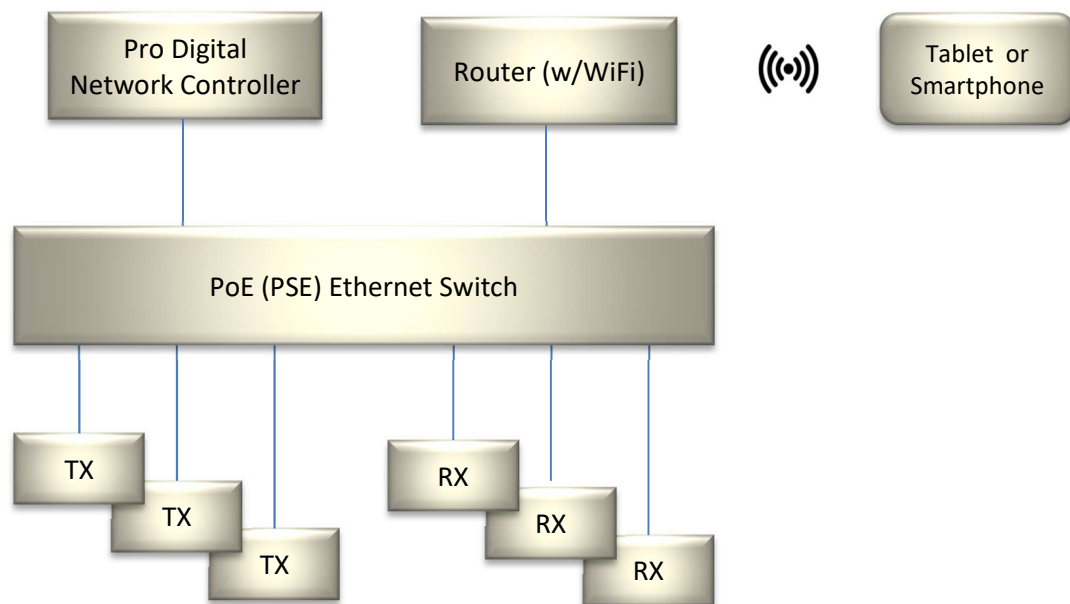 Pro Digital
Network Controller
Router (w/WiFi)
Tablet or
Smartphone
PoE (PSE) Ethernet Switch
TX
TX
TX
RX
RX
RX